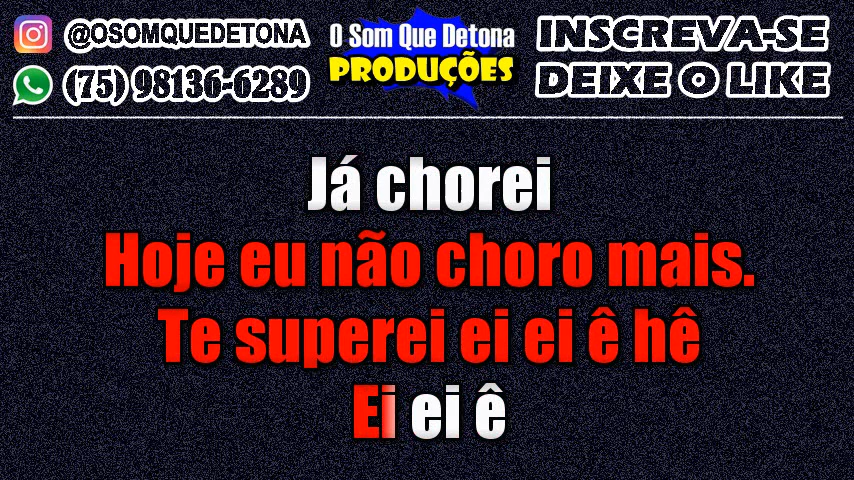 @OSOMQUEDETONA
(75) 98136-6289
O Som Que Detona
PRODUÇÕES
INSCREVA-SE
DEIXE O LIKE
Já chorei
Hoje eu não choro mais.
Te superei ei ei ê hê
Ei ei ê